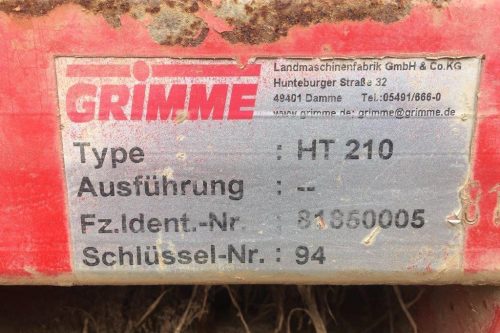 GRIMME
Landmaschinenfabrik GmbH & Co.KG
Hunteburger Straße 32
49401 Damme Tel.:05491/666-0
www.grimme.de; grimme@grimme.de
Type : HT 210
Ausführung : --
Fz.Ident.-Nr. : 81850005
Schlüssel-Nr. : 94